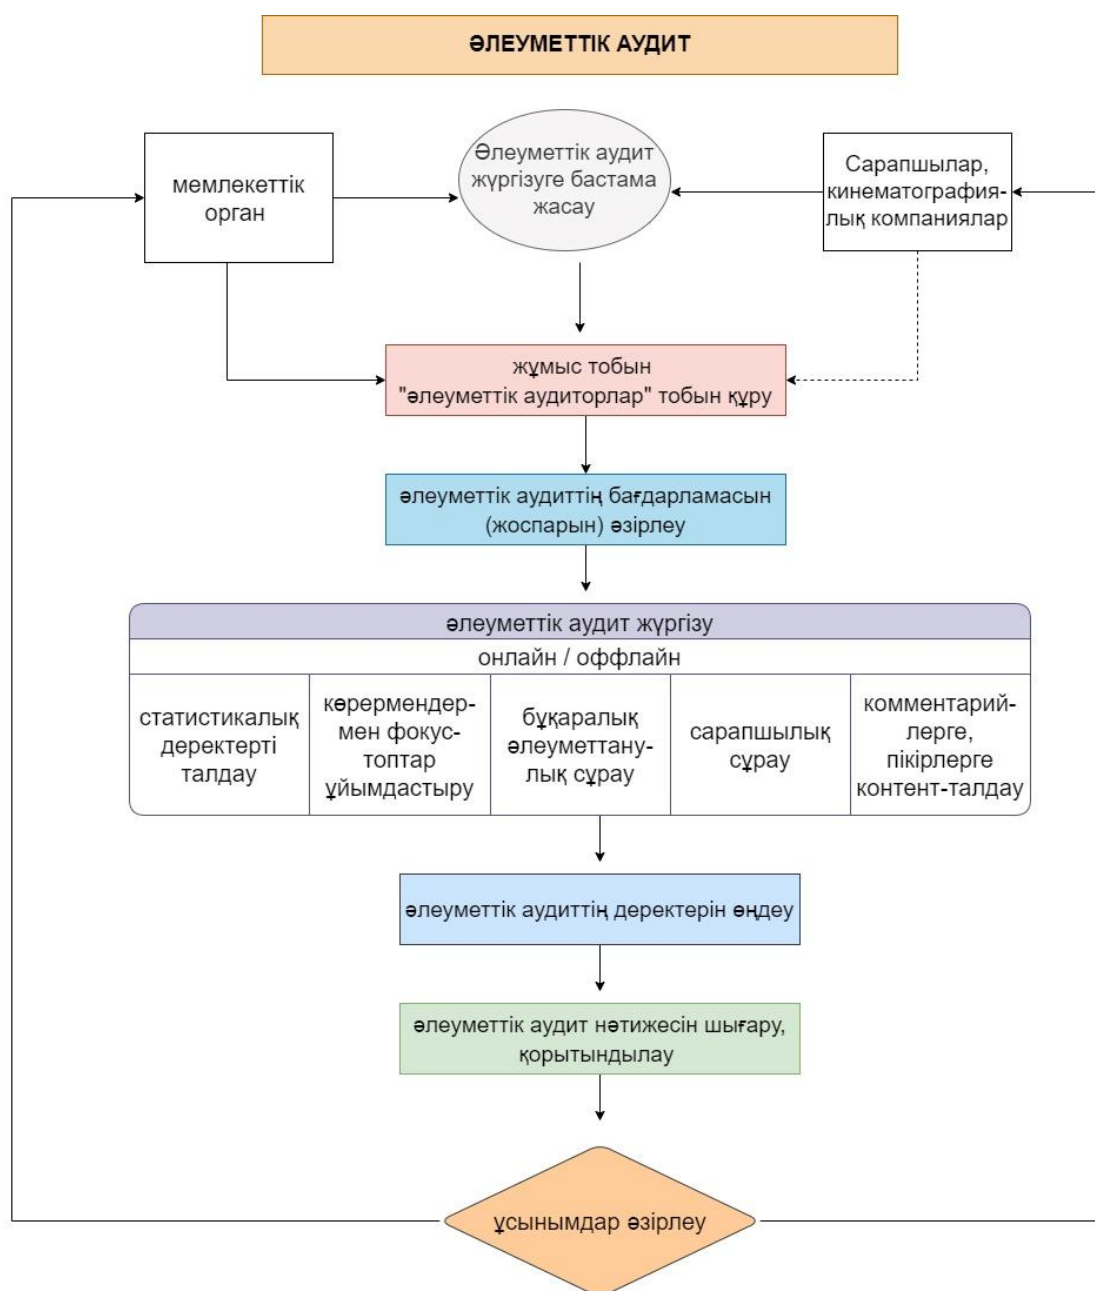 ӘЛЕУМЕТТІК АУДИТ
мемлекеттік
орган
Әлеуметтік аудит
жүргізуге бастама
жасау
Сарапшылар,
кинематография-
лық компаниялар
жұмыс тобын
"әлеуметтік аудиторлар" тобын құру
әлеуметтік аудиттің бағдарламасын
(жоспарын) әзірлеу
әлеуметтік аудит жүргізу
онлайн / оффлайн
статистикалық
деректерті
талдау
көрермендер-
мен фокус-
топтар
ұйымдастыру
бұқаралық
әлеуметтану-
лық сұрау
сарапшылық
сұрау
комментарий-
лерге,
пікірлерге
контент-талдау
әлеуметтік аудиттің деректерін өңдеу
әлеуметтік аудит нәтижесін шығару,
қорытындылау
ұсынымдар әзірлеу